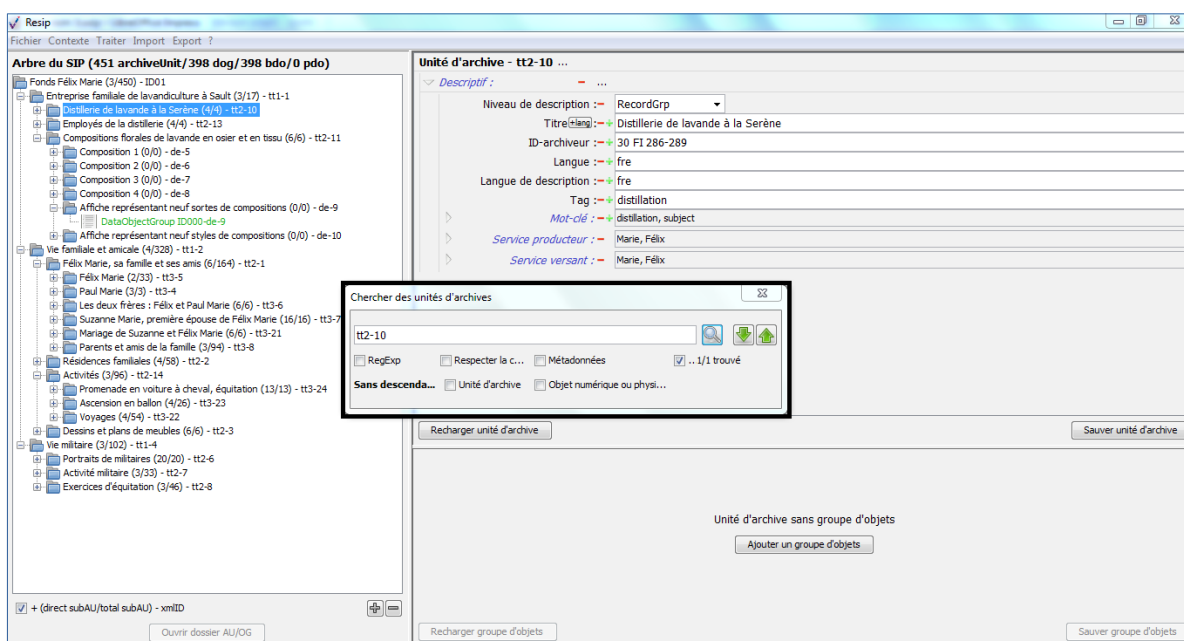 Resip
Fichier Contexte Traiter Import Export ?
Arbre du SIP (451 archiveUnit/398 dog/398 bdo/0 pdo)
Fonds Félix Marie (3/450) - ID01
Entreprise familiale de lavandiculture à Sault (3/17) - tt1-1
Distillerie de lavande à la Serène (4/4) - tt2-10
Employés de la distillerie (4/4) - tt2-13
Compositions florales de lavande en osier et en tissu (6/6) - tt2-11
Composition 1 (0/0) - de-5
Composition 2 (0/0) - de-6
Composition 3 (0/0) - de-7
Composition 4 (0/0) - de-8
Affiche représentant neuf sortes de compositions (0/0) - de-9
DataObjectGroup ID000-de-9
Affiche représentant neuf styles de compositions (0/0) - de-10
Vie familiale et amicale (4/328) - tt1-2
Félix Marie, sa famille et ses amis (6/164) - tt2-1
Félix Marie (2/33) - tt3-5
Paul Marie (3/3) - tt3-4
Les deux frères : Félix et Paul Marie (6/6) - tt3-6
Suzanne Marie, première épouse de Félix Marie (16/16) - tt3-7
Mariage de Suzanne et Félix Marie (6/6) - tt3-21
Parents et amis de la famille (3/94) - tt3-8
Résidences familiales (4/58) - tt2-2
Activités (3/96) - tt2-14
Promenade en voiture à cheval, équitation (13/13) - tt3-24
Ascension en ballon (4/26) - tt3-23
Voyages (4/54) - tt3-22
Dessins et plans de meubles (6/6) - tt2-3
Vie militaire (3/102) - tt1-4
Portraits de militaires (20/20) - tt2-6
Activité militaire (3/33) - tt2-7
Exercices d'équitation (3/46) - tt2-8
+ (direct subAU/total subAU) - xmlID
Ouvrir dossier AU/OG
Unité d'archive - tt2-10 ...
Descriptif : − ...
Niveau de description :− RecordGrp
Titre +lang :−+ Distillerie de lavande à la Serène
ID-archiveur :−+ 30 FI 286-289
Langue :−+ fre
Langue de description :−+ fre
Tag :−+ distillation
Mot-clé :−+ distillation, subject
Service producteur :− Marie, Félix
Service versant :− Marie, Félix
Chercher des unités d'archives
tt2-10
RegExp Respecter la c... Métadonnées .. 1/1 trouvé
Sans descenda... Unité d'archive Objet numérique ou physi...
Recharger unité d'archive Sauver unité d'archive
Unité d'archive sans groupe d'objets
Ajouter un groupe d'objets
Recharger groupe d'objets Sauver groupe d'objets